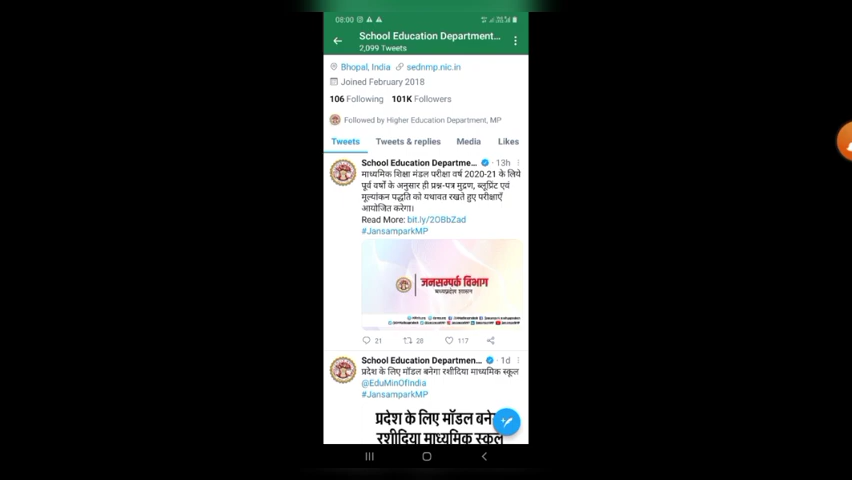 08:00
School Education Department...
2,099 Tweets
Bhopal, India sednmp.nic.in
Joined February 2018
106 Following 101K Followers
Followed by Higher Education Department, MP
Tweets Tweets & replies Media Likes
School Education Departme... · 13h
माध्यमिक शिक्षा मंडल परीक्षा वर्ष 2020-21 के लिये
पूर्व वर्षों के अनुसार ही प्रश्न-पत्र मुद्रण, ब्लूप्रिंट एवं
मूल्यांकन पद्धति को यथावत रखते हुए परीक्षाएँ
आयोजित करेगा।
Read More: bit.ly/2OBbZad
#JansamparkMP
जनसम्पर्क विभाग
मध्यप्रदेश शासन
21 28 117
School Education Departmen... · 1d
प्रदेश के लिए मॉडल बनेगा रशीदिया माध्यमिक स्कूल
@EduMinOfIndia
#JansamparkMP
प्रदेश के लिए मॉडल बने
रशीदिया माध्यमिक स्कूल